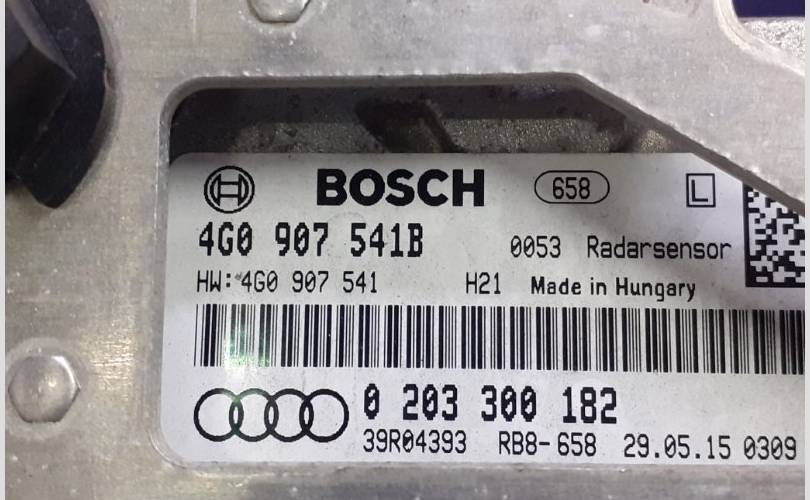 BOSCH 658 L
4G0 907 541B 0053 Radarsensor
HW: 4G0 907 541 H21 Made in Hungary
0 203 300 182
39R04393 RB8-658 29.05.15 0309